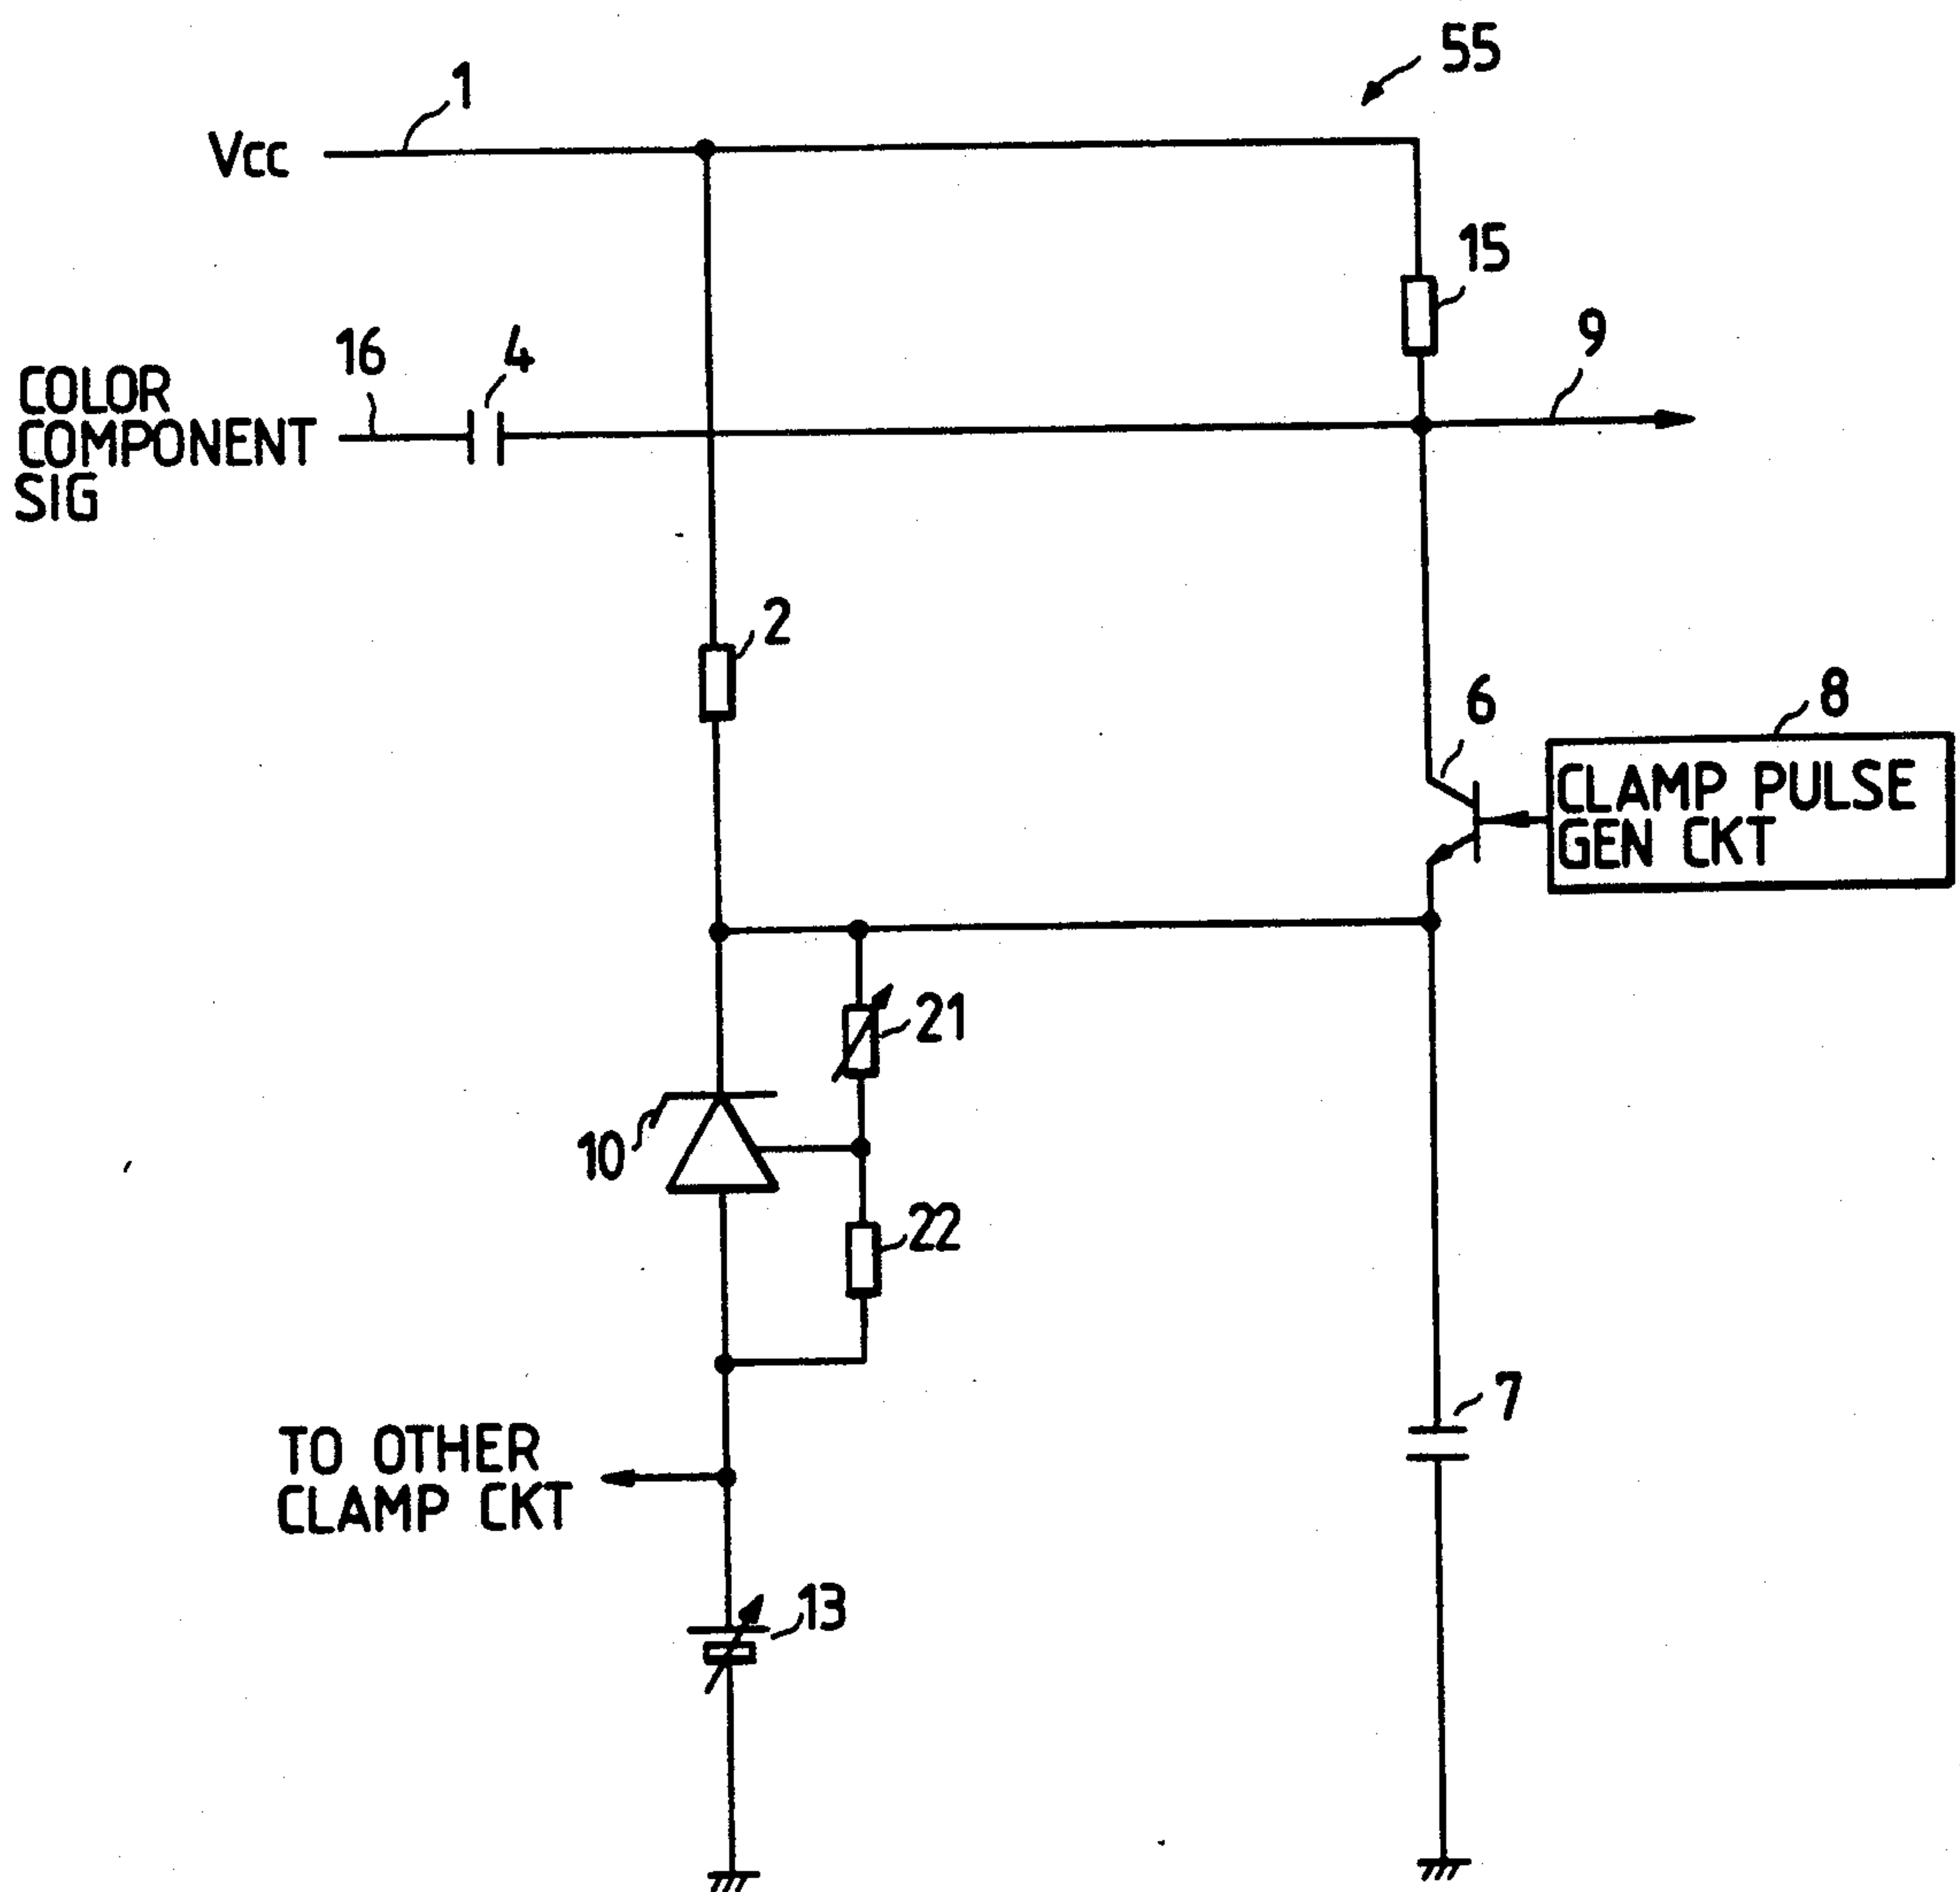 55
1
Vcc
15
9
16
4
COLOR
COMPONENT
SIG
2
6
8
CLAMP PULSE
GEN CKT
21
10
22
7
TO OTHER
CLAMP CKT
13